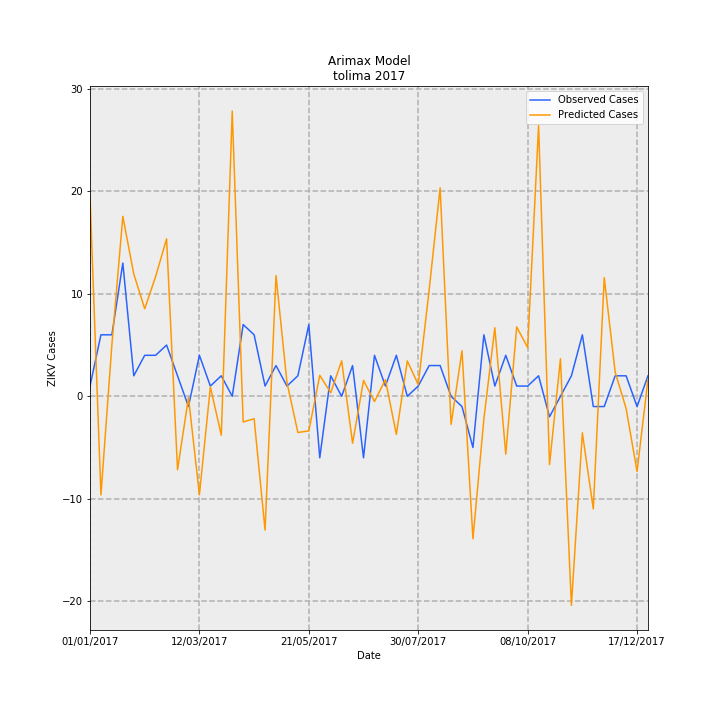 Arimax Model
tolima 2017
Observed Cases
Predicted Cases
ZIKV Cases
30
20
10
0
−10
−20
01/01/2017
12/03/2017
21/05/2017
30/07/2017
08/10/2017
17/12/2017
Date